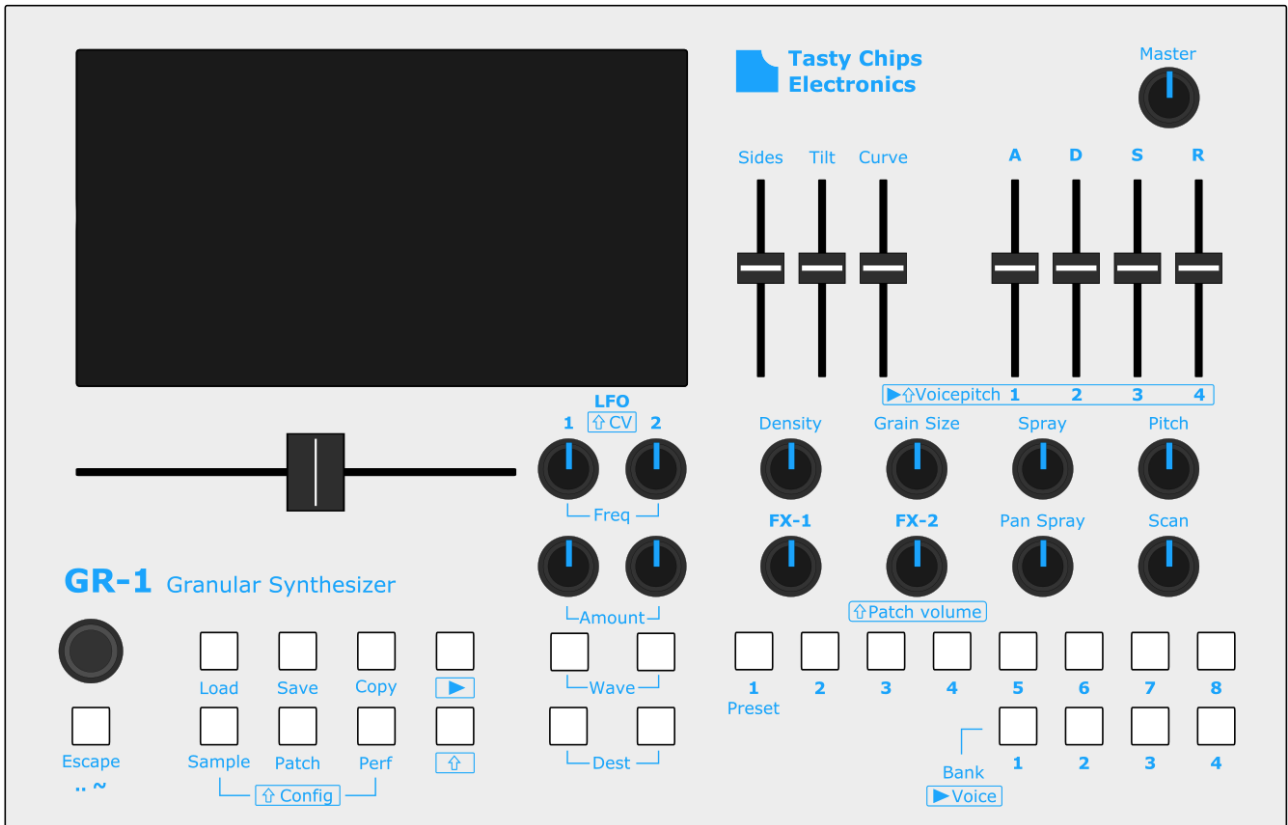 Tasty Chips
Electronics
Master
Sides Tilt Curve A D S R
▶⇧Voicepitch 1 2 3 4
LFO
1 ⇧ CV 2
Density Grain Size Spray Pitch
Freq
FX-1 FX-2 Pan Spray Scan
GR-1 Granular Synthesizer
Amount
⇧Patch volume
Load Save Copy ▶
Wave
1 2 3 4 5 6 7 8
Preset
Escape Sample Patch Perf ⇧
Dest
1 2 3 4
.. ~
⇧ Config
Bank
▶Voice